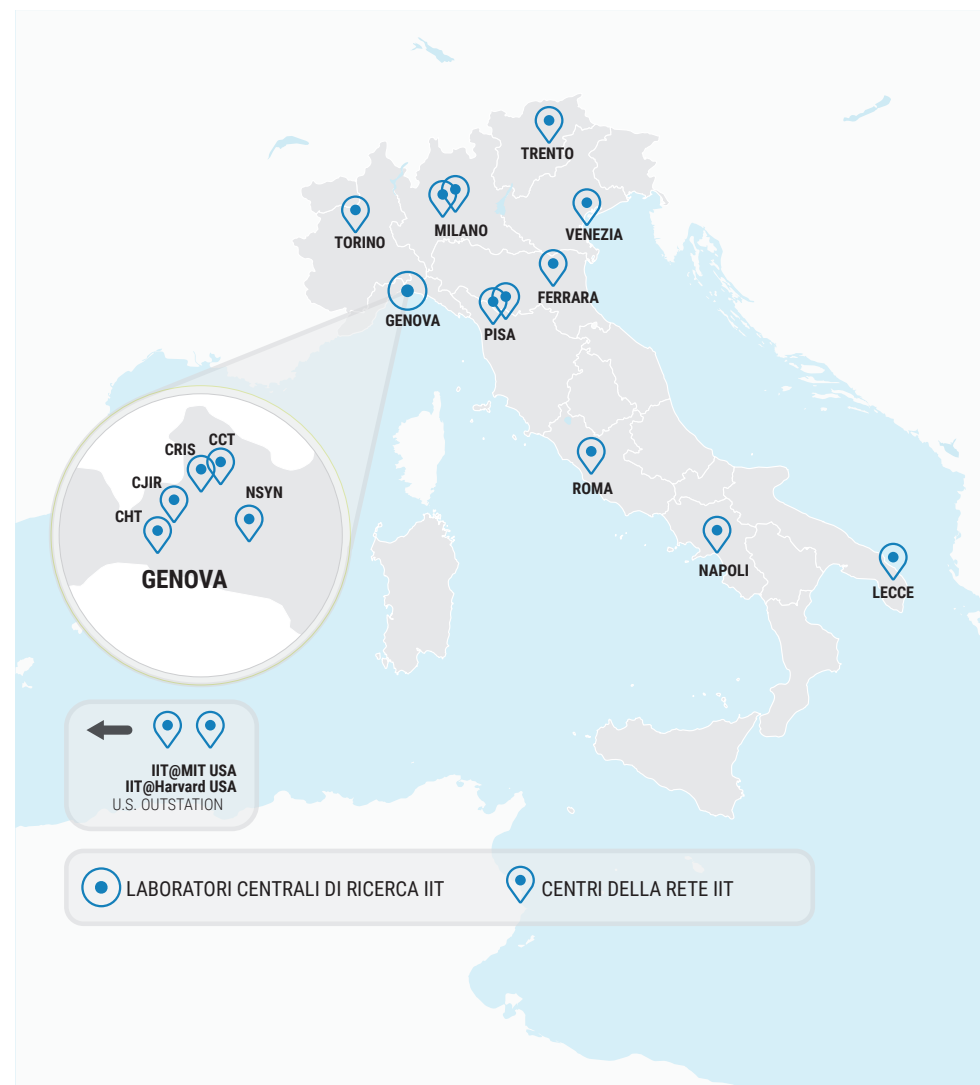 TRENTO
MILANO
VENEZIA
TORINO
FERRARA
GENOVA
PISA
CCT
CRIS
CJIR
NSYN
CHT
GENOVA
ROMA
NAPOLI
LECCE
IIT@MIT USA
IIT@Harvard USA
U.S. OUTSTATION
LABORATORI CENTRALI DI RICERCA IIT
CENTRI DELLA RETE IIT